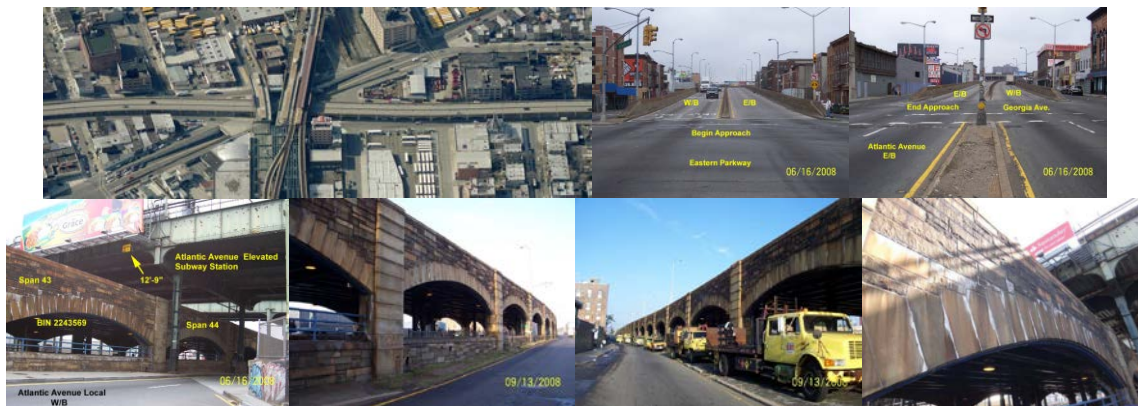 W/B
E/B
Begin Approach
Eastern Parkway
06/16/2008
E/B
W/B
End Approach
Georgia Ave.
Atlantic Avenue
E/B
06/16/2008
Grâce
Atlantic Avenue Elevated
Subway Station
12'-9"
Span 43
BIN 2243569
Span 44
06/16/2008
Atlantic Avenue Local
W/B
09/13/2008
09/13/2008